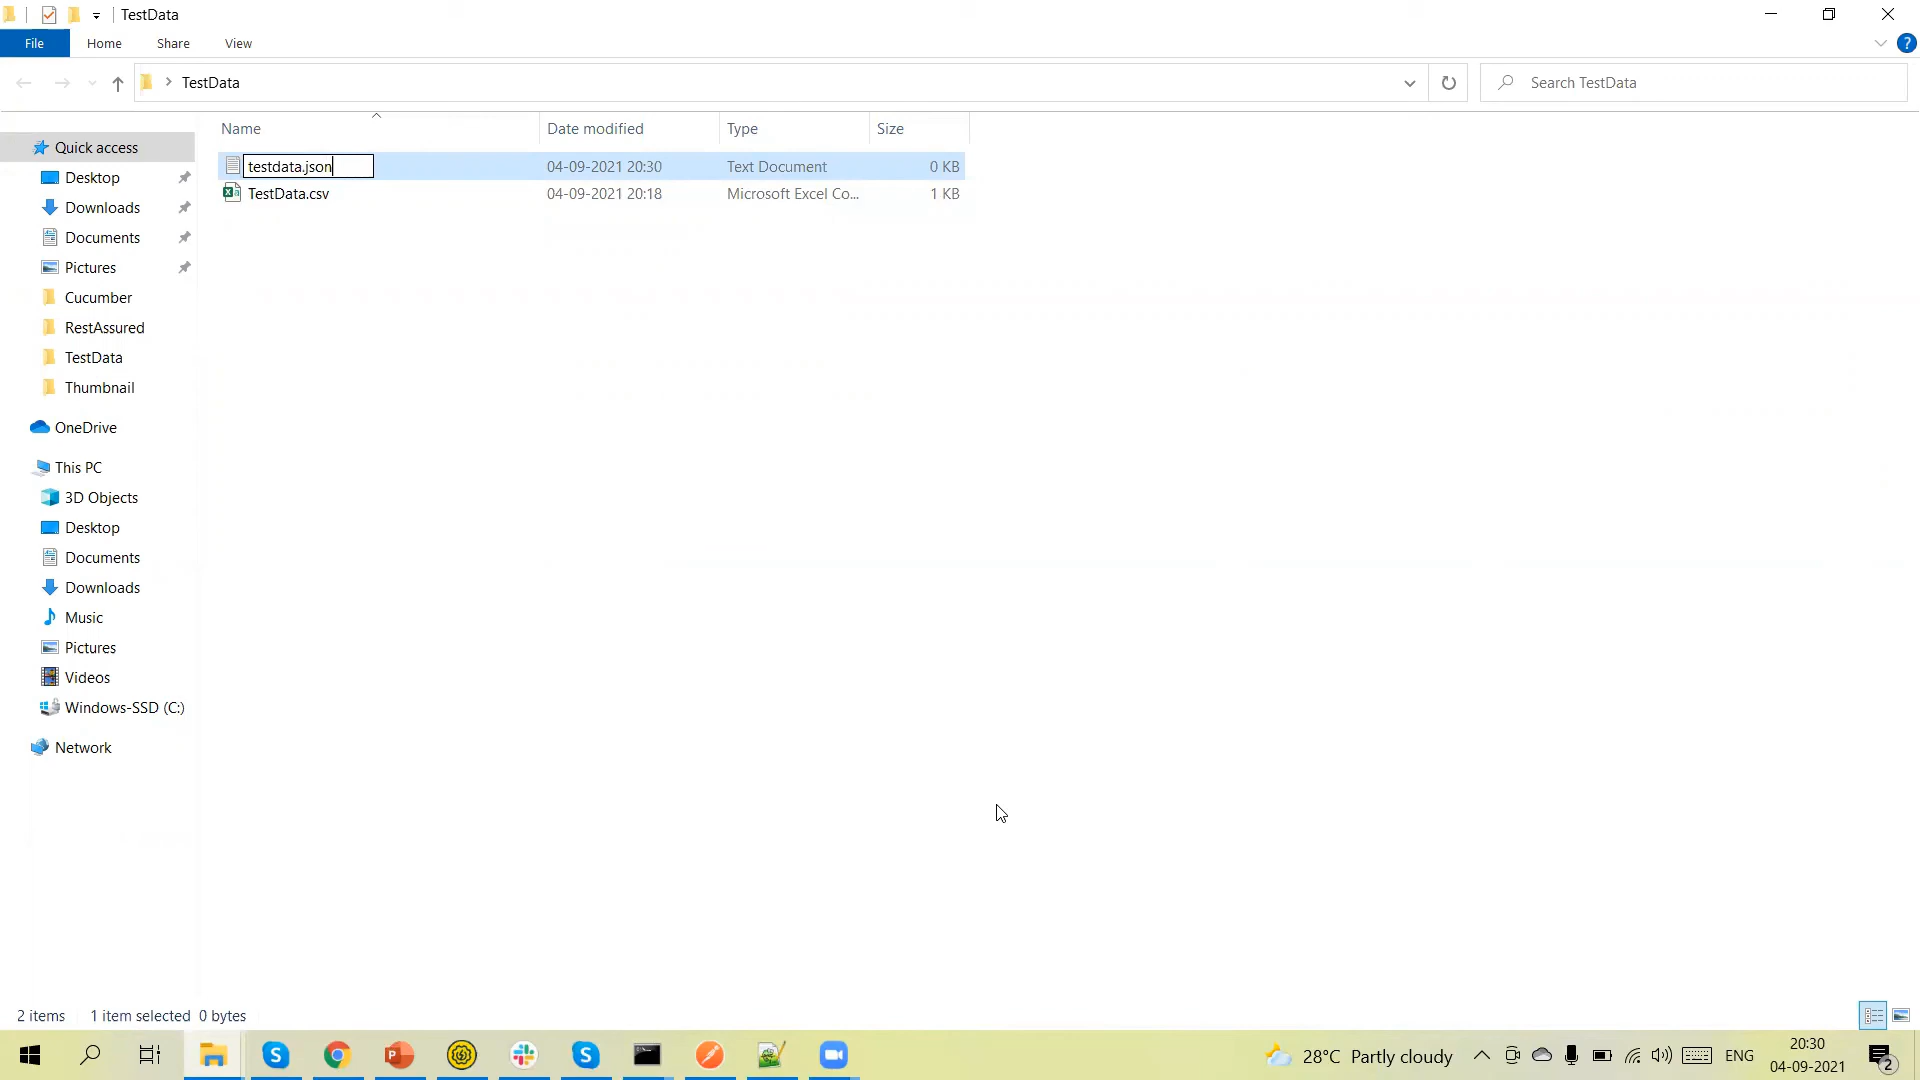 TestData
File Home Share View
TestData
Search TestData
Name Date modified Type Size
testdata.json 04-09-2021 20:30 Text Document 0 KB
TestData.csv 04-09-2021 20:18 Microsoft Excel Co... 1 KB
Quick access
Desktop
Downloads
Documents
Pictures
Cucumber
RestAssured
TestData
Thumbnail
OneDrive
This PC
3D Objects
Desktop
Documents
Downloads
Music
Pictures
Videos
Windows-SSD (C:)
Network
2 items 1 item selected 0 bytes
28°C Partly cloudy
ENG
20:30
04-09-2021
2